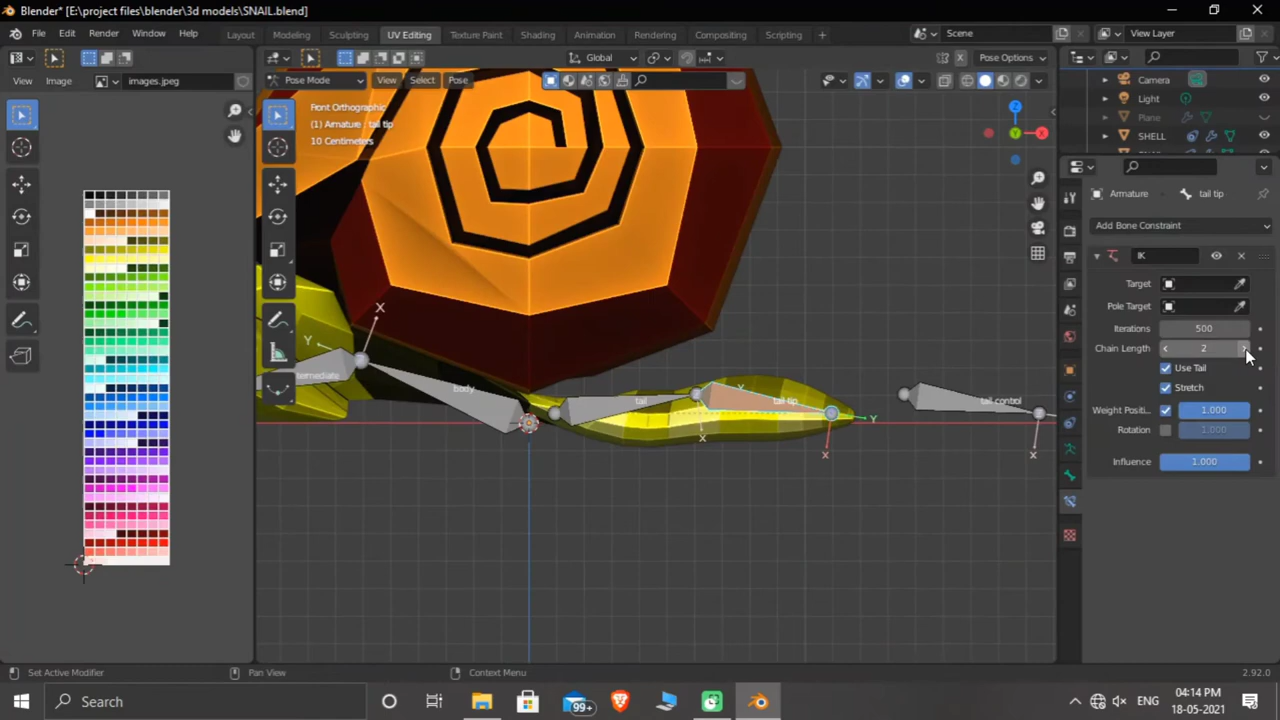 Blender* [E:\project files\blender\3d models\SNAIL.blend]
File Edit Render Window Help
Layout Modeling Sculpting UV Editing Texture Paint Shading Animation Rendering Compositing Scripting +
Scene View Layer
Global Pose Options
View Image images.jpeg
Pose Mode View Select Pose
Camera
Light
Plane
SHELL
Front Orthographic
(1) Armature : tail tip
10 Centimeters
Armature tail tip
Add Bone Constraint
IK
Target
Pole Target
Iterations 500
Chain Length 2
Use Tail
Stretch
Weight Positi... 1.000
Rotation 1.000
Influence 1.000
X
Y
body
tail
Y
tail tip
Y
tail control
X
X
X
Set Active Modifier Pan View Context Menu 2.92.0
Search 99+ ENG 04:14 PM
18-05-2021